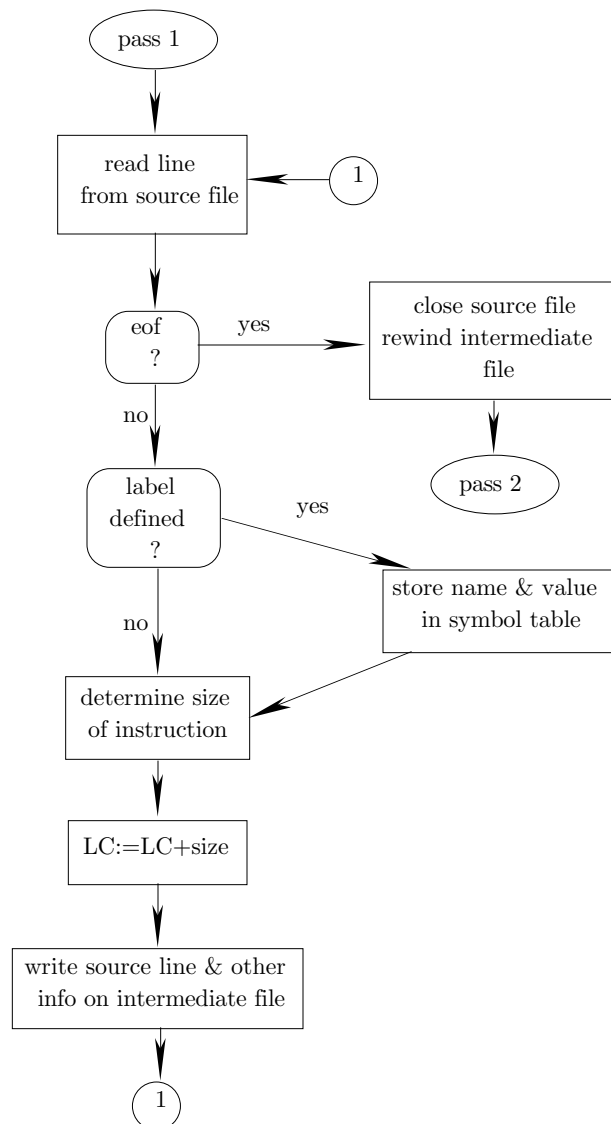 pass 1
read line
from source file
1
eof
?
yes
close source file
rewind intermediate
file
no
pass 2
label
defined
?
yes
store name & value
in symbol table
no
determine size
of instruction
LC:=LC+size
write source line & other
info on intermediate file
1